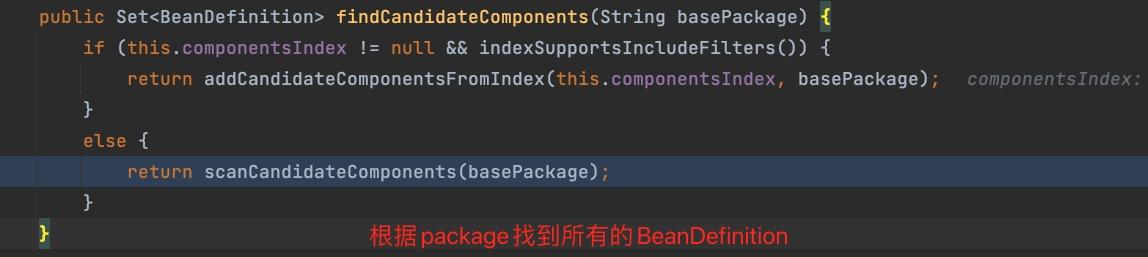 public Set<BeanDefinition> findCandidateComponents(String basePackage) {
if (this.componentsIndex != null && indexSupportsIncludeFilters()) {
return addCandidateComponentsFromIndex(this.componentsIndex, basePackage); componentsIndex:
}
else {
return scanCandidateComponents(basePackage);
}
} 根据package找到所有的BeanDefinition